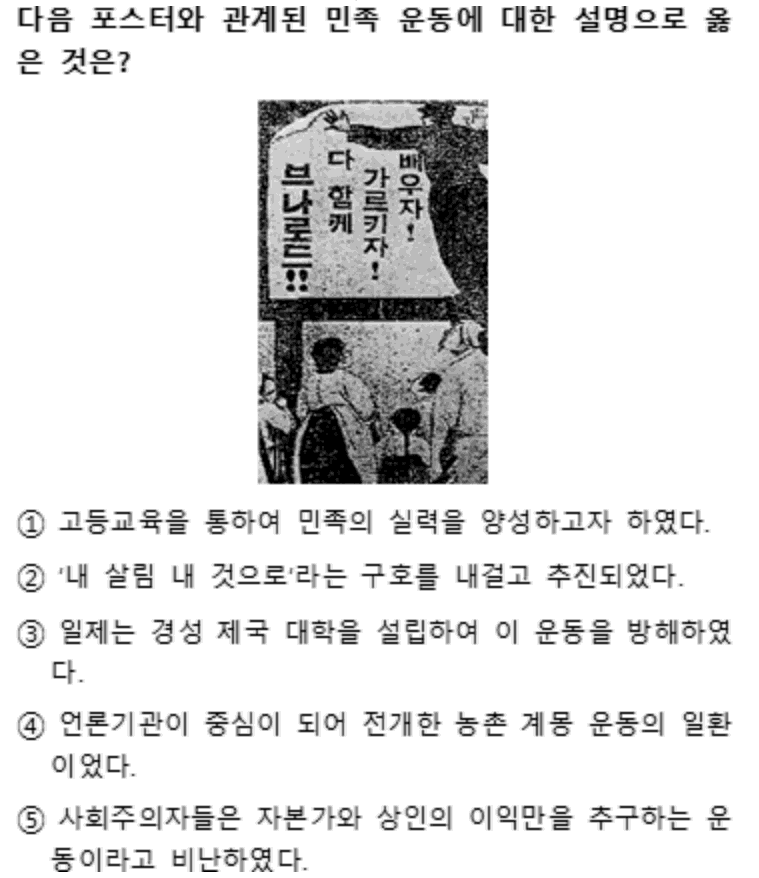 다음 포스터와 관계된 민족 운동에 대한 설명으로 옳
은 것은?
배우자!
가르키자!
다 함께
브나로드!!
① 고등교육을 통하여 민족의 실력을 양성하고자 하였다.
② '내 살림 내 것으로'라는 구호를 내걸고 추진되었다.
③ 일제는 경성 제국 대학을 설립하여 이 운동을 방해하였
다.
④ 언론기관이 중심이 되어 전개한 농촌 계몽 운동의 일환
이었다.
⑤ 사회주의자들은 자본가와 상인의 이익만을 추구하는 운
동이라고 비난하였다.